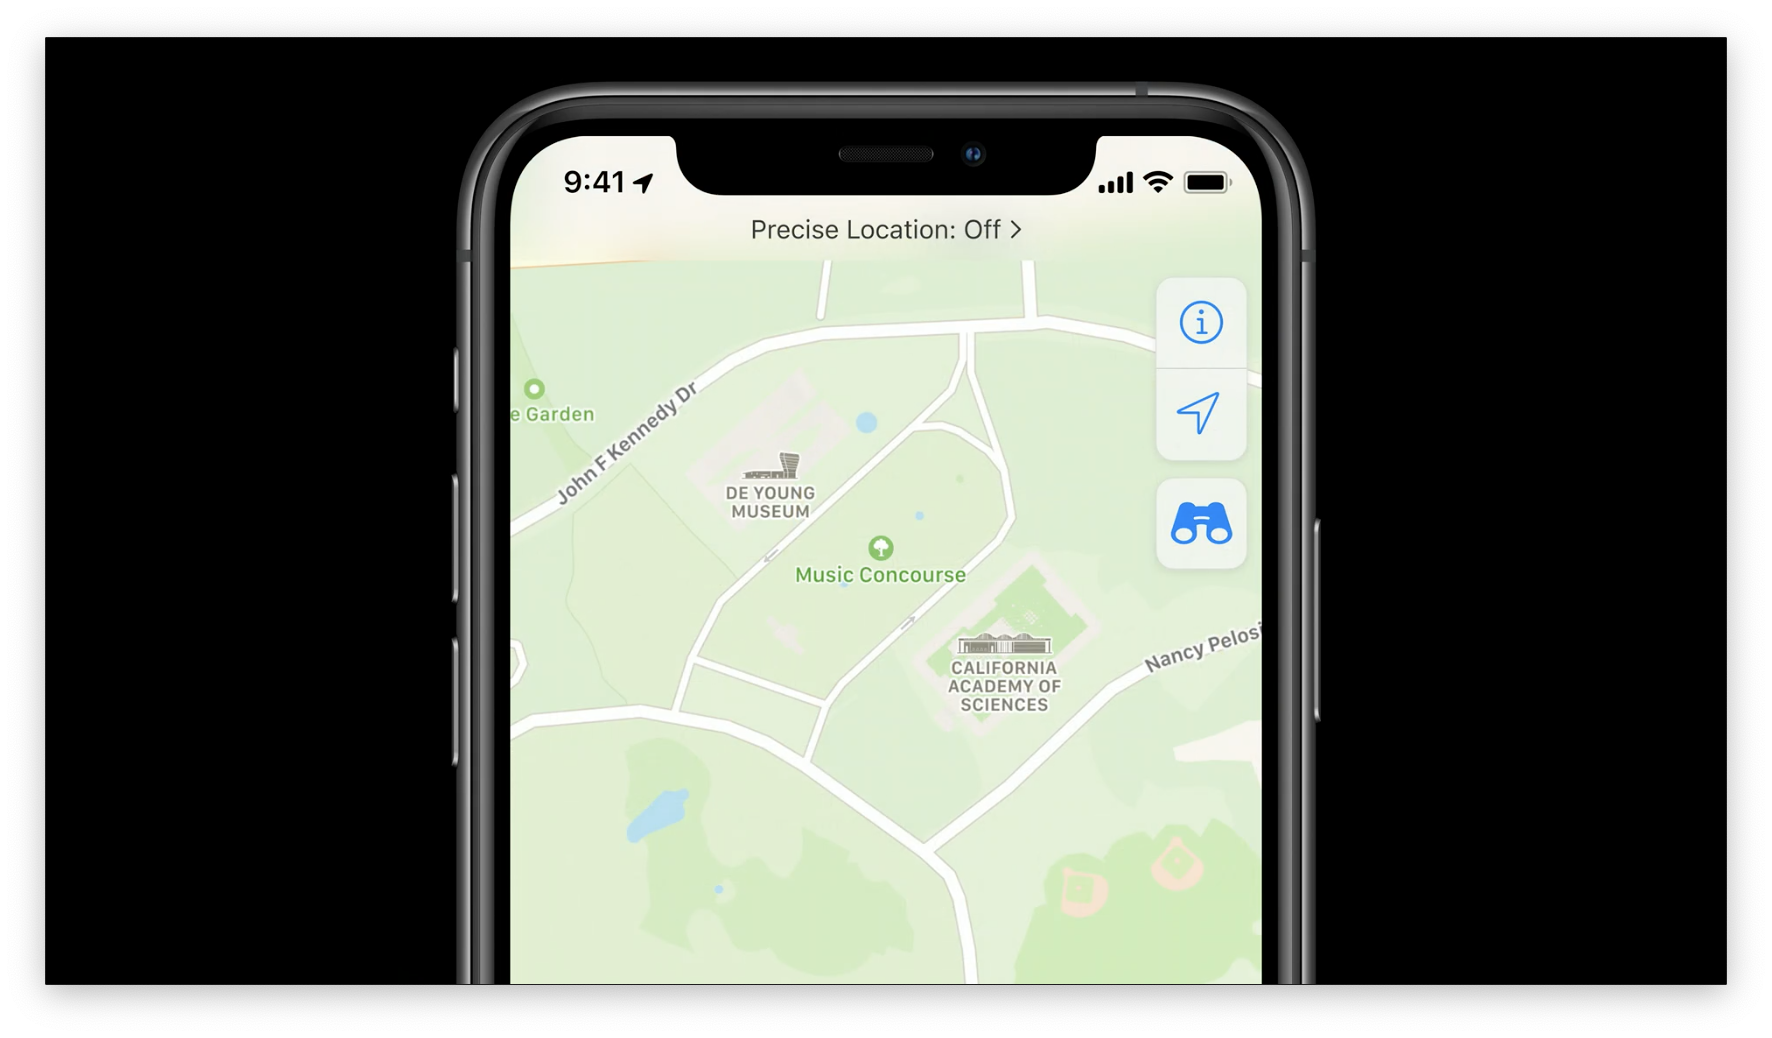 9:41
Precise Location: Off
e Garden
John F Kennedy Dr
DE YOUNG
MUSEUM
Music Concourse
CALIFORNIA
ACADEMY OF
SCIENCES
Nancy Pelosi